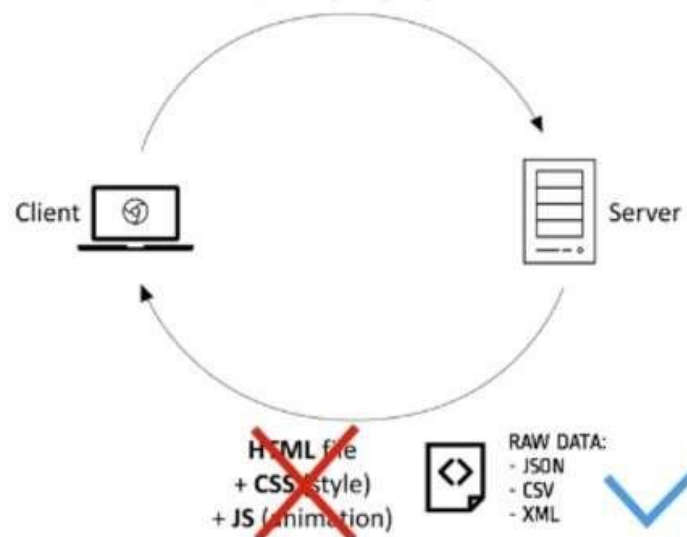 Client
Server
HTML file
+ CSS (style)
+ JS (animation)
RAW DATA:
- JSON
- CSV
- XML